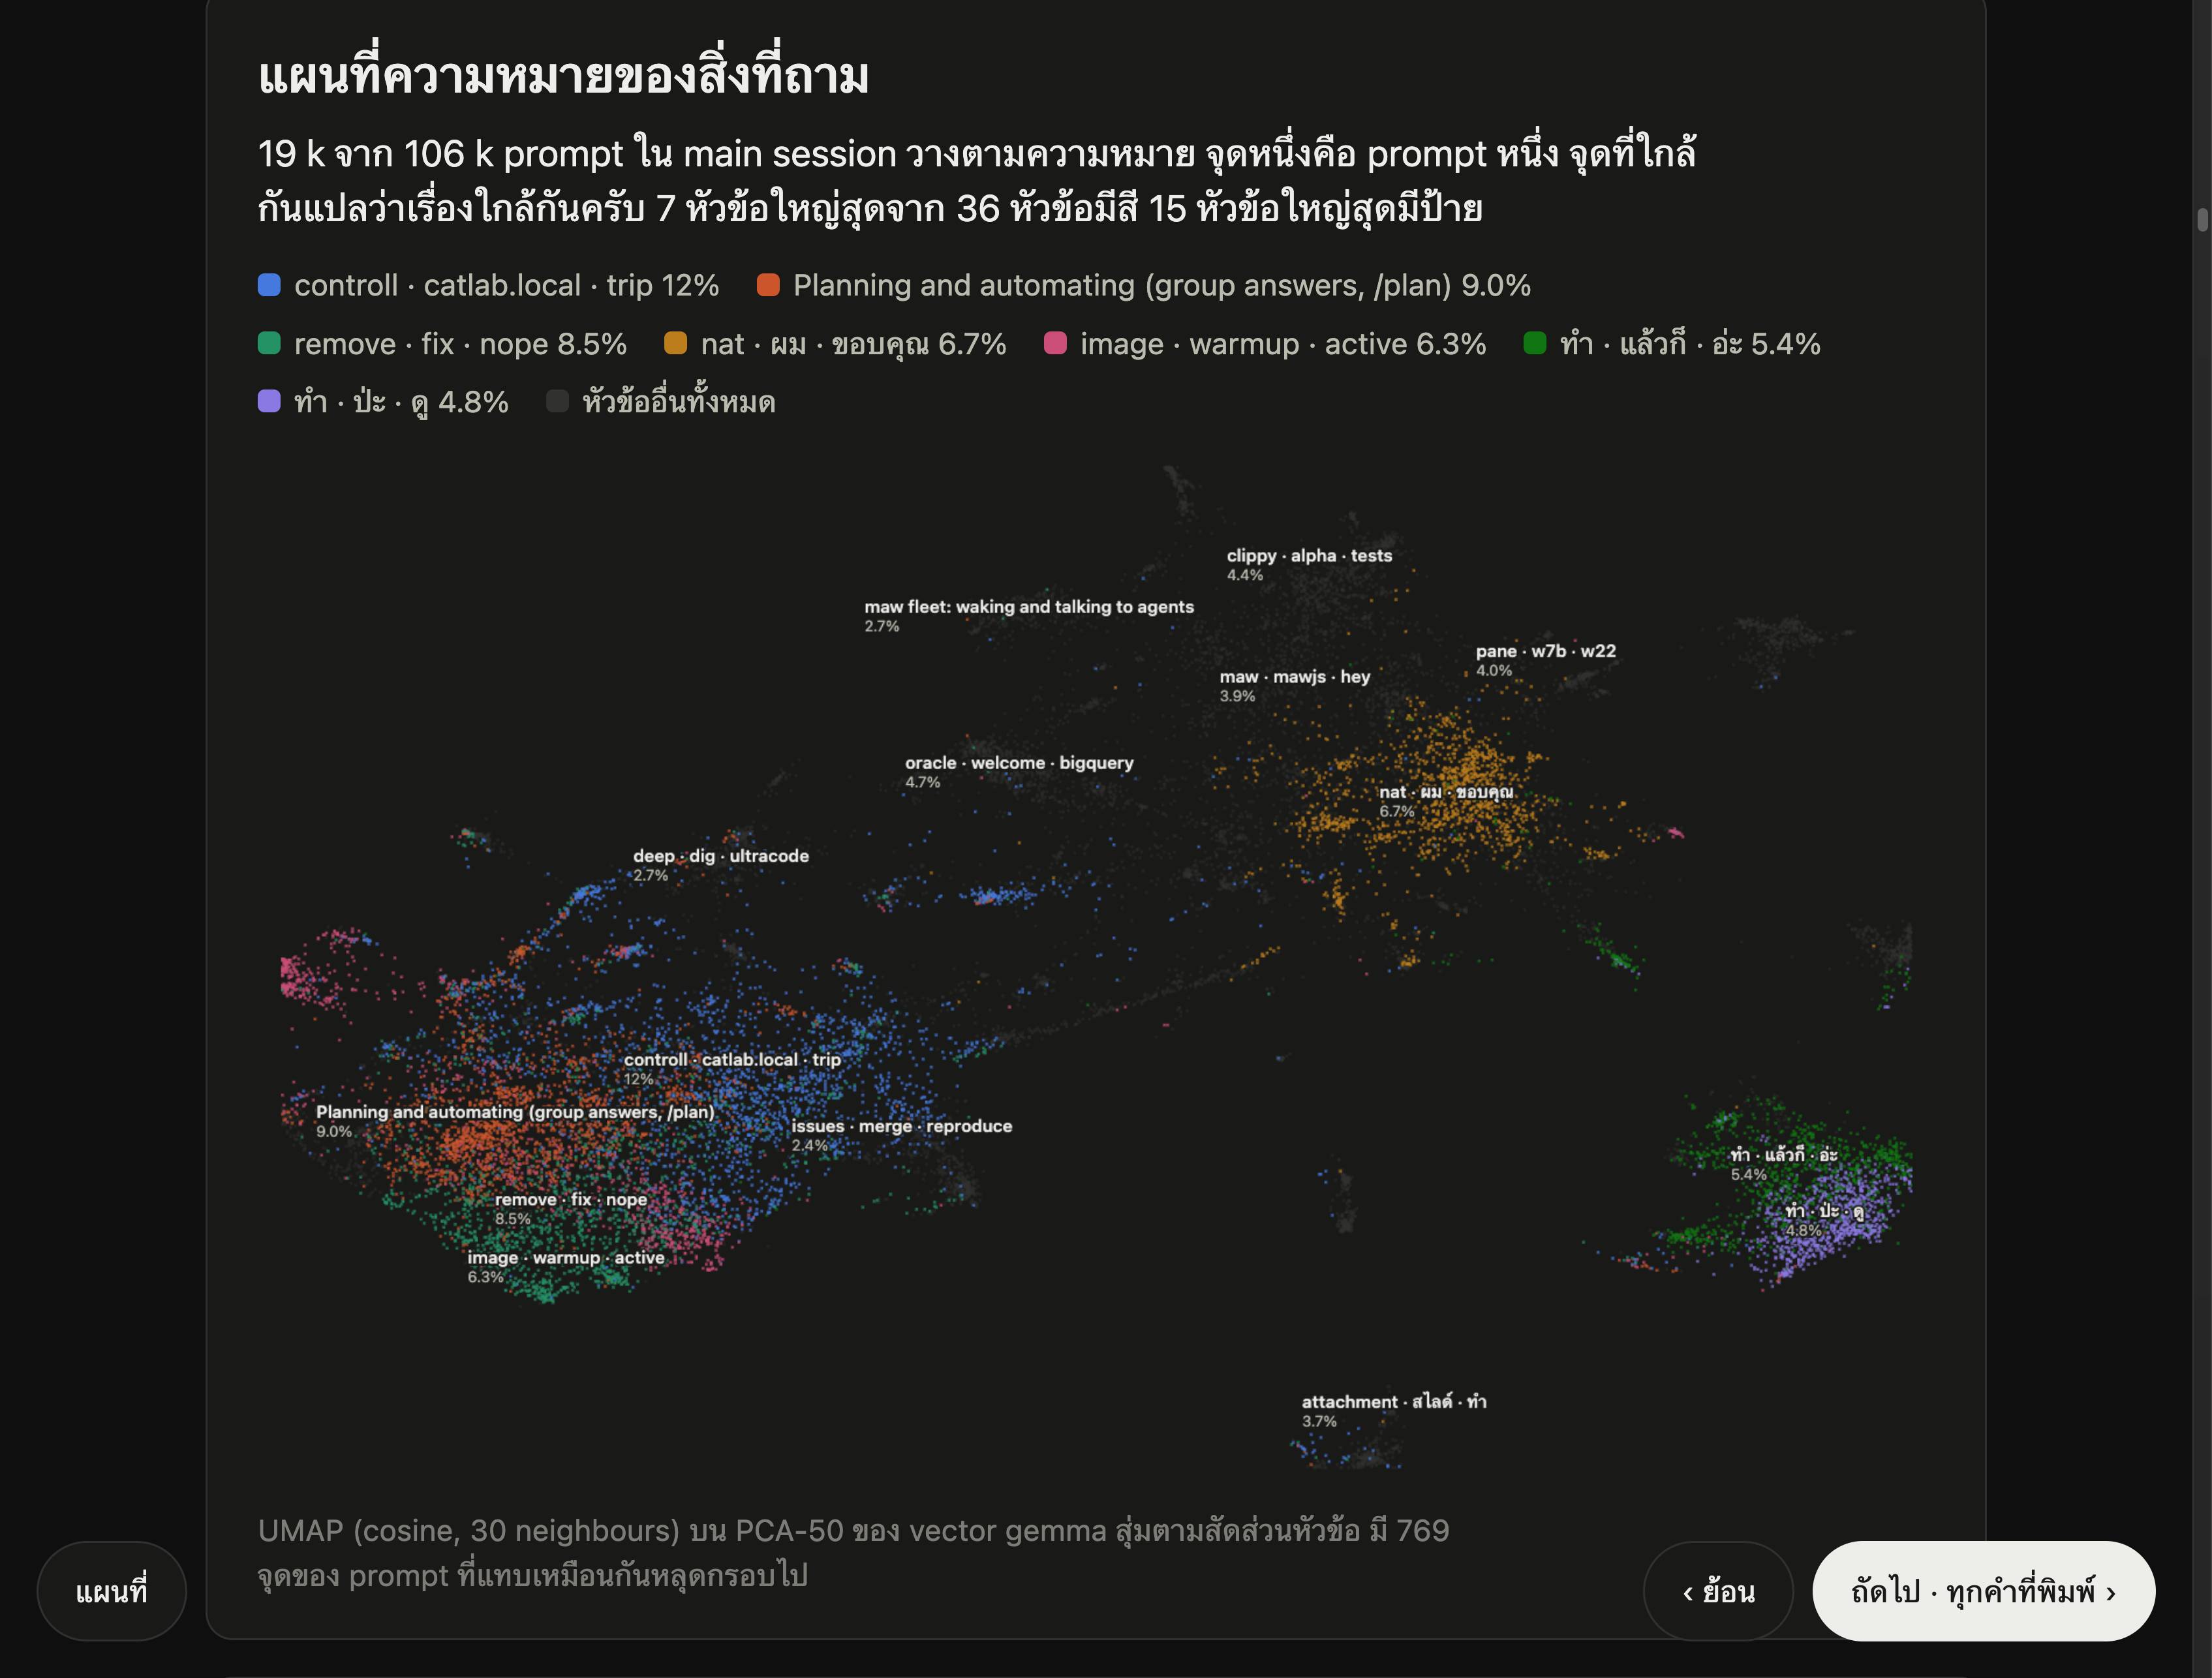 แผนที่ความหมายของสิ่งที่ถาม
19 k จาก 106 k prompt ใน main session วางตามความหมาย จุดหนึ่งคือ prompt หนึ่ง จุดที่ใกล้
กันแปลว่าเรื่องใกล้กันครับ 7 หัวข้อใหญ่สุดจาก 36 หัวข้อมีสี 15 หัวข้อใหญ่สุดมีป้าย
controll · catlab.local · trip 12% Planning and automating (group answers, /plan) 9.0%
remove · fix · nope 8.5% nat · ผม · ขอบคุณ 6.7% image · warmup · active 6.3% ทำ · แล้วก็ · อ่ะ 5.4%
ทำ · ป่ะ · ดู 4.8% หัวข้ออื่นทั้งหมด
clippy · alpha · tests
4.4%
maw fleet: waking and talking to agents
2.7%
pane · w7b · w22
4.0%
maw · mawjs · hey
3.9%
oracle · welcome · bigquery
4.7%
nat · ผม · ขอบคุณ
6.7%
deep · dig · ultracode
2.7%
controll · catlab.local · trip
12%
Planning and automating (group answers, /plan)
9.0%
issues · merge · reproduce
2.4%
ทำ · แล้วก็ · อ่ะ
5.4%
remove · fix · nope
8.5%
ทำ · ป่ะ · ดู
4.8%
image · warmup · active
6.3%
attachment · สไลด์ · ทำ
3.7%
UMAP (cosine, 30 neighbours) บน PCA-50 ของ vector gemma สุ่มตามสัดส่วนหัวข้อ มี 769
จุดของ prompt ที่แทบเหมือนกันหลุดกรอบไป
แผนที่
‹ ย้อน
ถัดไป · ทุกคำที่พิมพ์ ›